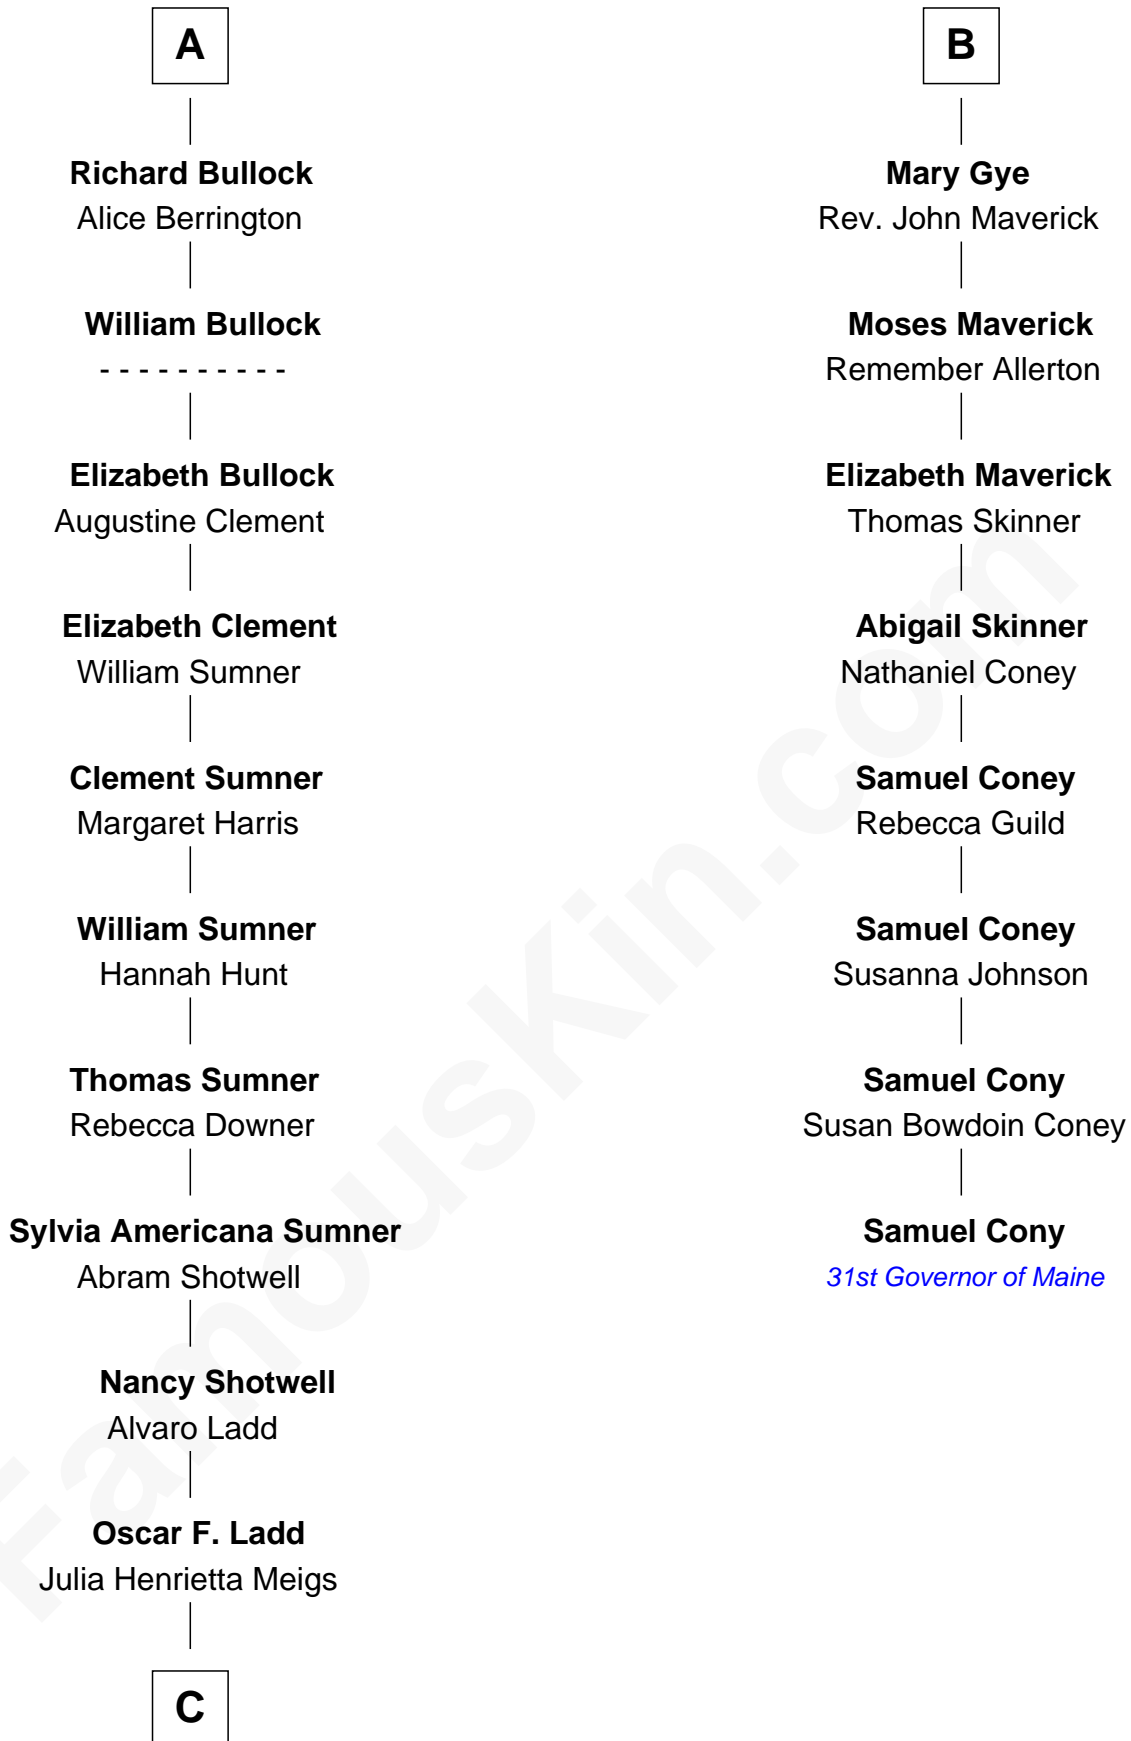 A
Richard Bullock
Alice Berrington
William Bullock
- - - - - - - - - -
Elizabeth Bullock
Augustine Clement
Elizabeth Clement
William Sumner
Clement Sumner
Margaret Harris
William Sumner
Hannah Hunt
Thomas Sumner
Rebecca Downer
Sylvia Americana Sumner
Abram Shotwell
Nancy Shotwell
Alvaro Ladd
Oscar F. Ladd
Julia Henrietta Meigs
C
B
Mary Gye
Rev. John Maverick
Moses Maverick
Remember Allerton
Elizabeth Maverick
Thomas Skinner
Abigail Skinner
Nathaniel Coney
Samuel Coney
Rebecca Guild
Samuel Coney
Susanna Johnson
Samuel Cony
Susan Bowdoin Coney
Samuel Cony
31st Governor of Maine
FamousKin.com